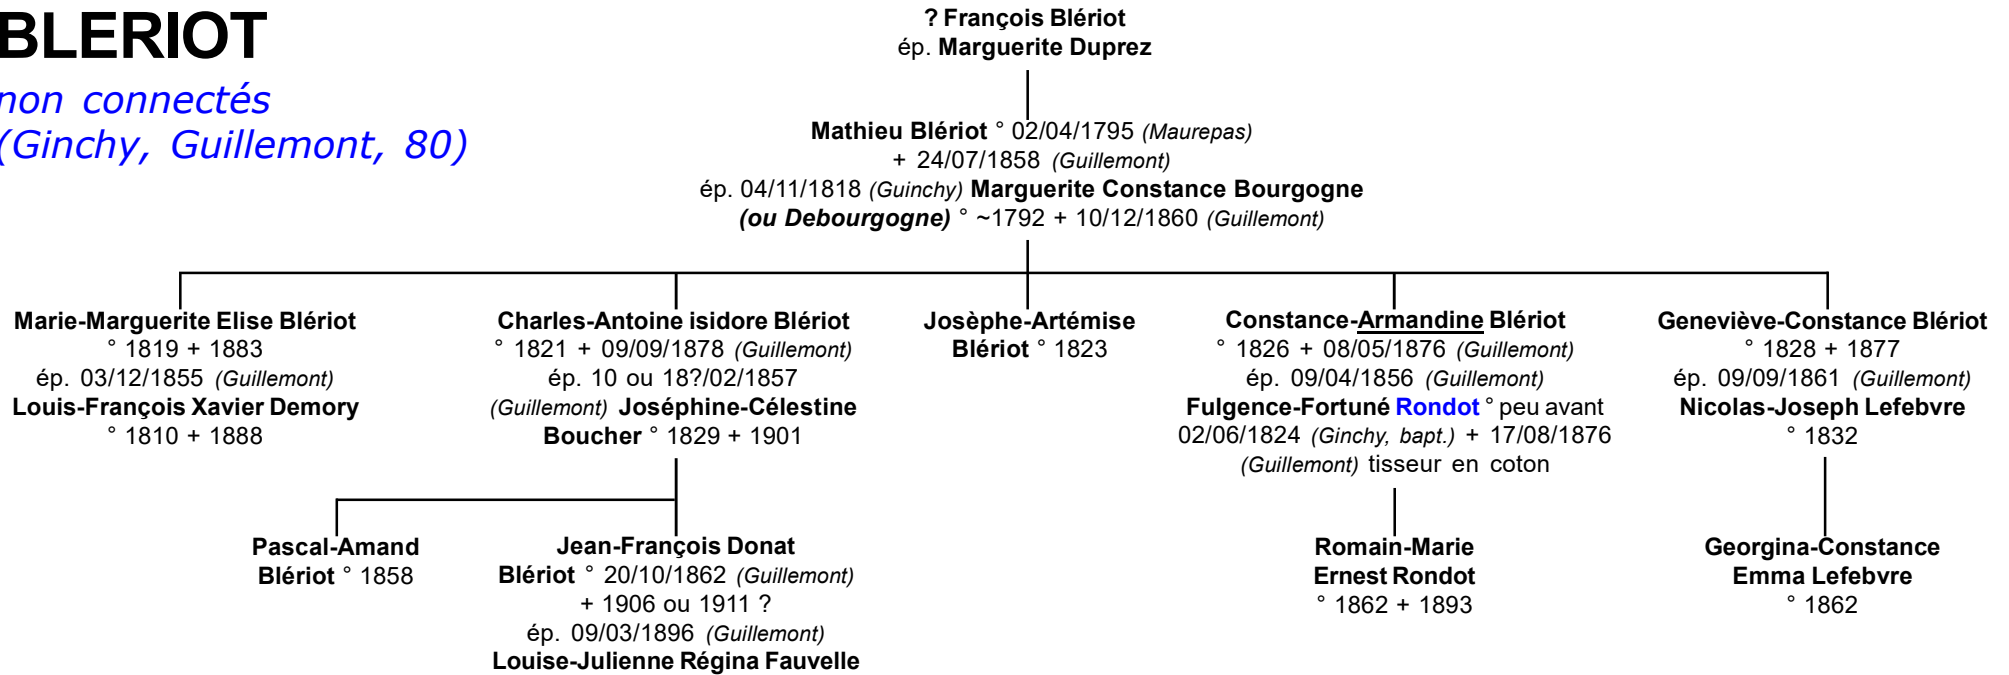 BLERIOT
non connectés
(Ginchy, Guillemont, 80)
? François Blériot
ép. Marguerite Duprez
Mathieu Blériot ° 02/04/1795 (Maurepas)
+ 24/07/1858 (Guillemont)
ép. 04/11/1818 (Guinchy) Marguerite Constance Bourgogne
(ou Debourgogne) ° ~1792 + 10/12/1860 (Guillemont)
Marie-Marguerite Elise Blériot
° 1819 + 1883
ép. 03/12/1855 (Guillemont)
Louis-François Xavier Demory
° 1810 + 1888
Charles-Antoine isidore Blériot
° 1821 + 09/09/1878 (Guillemont)
ép. 10 ou 18?/02/1857
(Guillemont) Joséphine-Célestine
Boucher ° 1829 + 1901
Josèphe-Artémise
Blériot ° 1823
Constance-Armandine Blériot
° 1826 + 08/05/1876 (Guillemont)
ép. 09/04/1856 (Guillemont)
Fulgence-Fortuné Rondot ° peu avant
02/06/1824 (Ginchy, bapt.) + 17/08/1876
(Guillemont) tisseur en coton
Geneviève-Constance Blériot
° 1828 + 1877
ép. 09/09/1861 (Guillemont)
Nicolas-Joseph Lefebvre
° 1832
Pascal-Amand
Blériot ° 1858
Jean-François Donat
Blériot ° 20/10/1862 (Guillemont)
+ 1906 ou 1911 ?
ép. 09/03/1896 (Guillemont)
Louise-Julienne Régina Fauvelle
Romain-Marie
Ernest Rondot
° 1862 + 1893
Georgina-Constance
Emma Lefebvre
° 1862